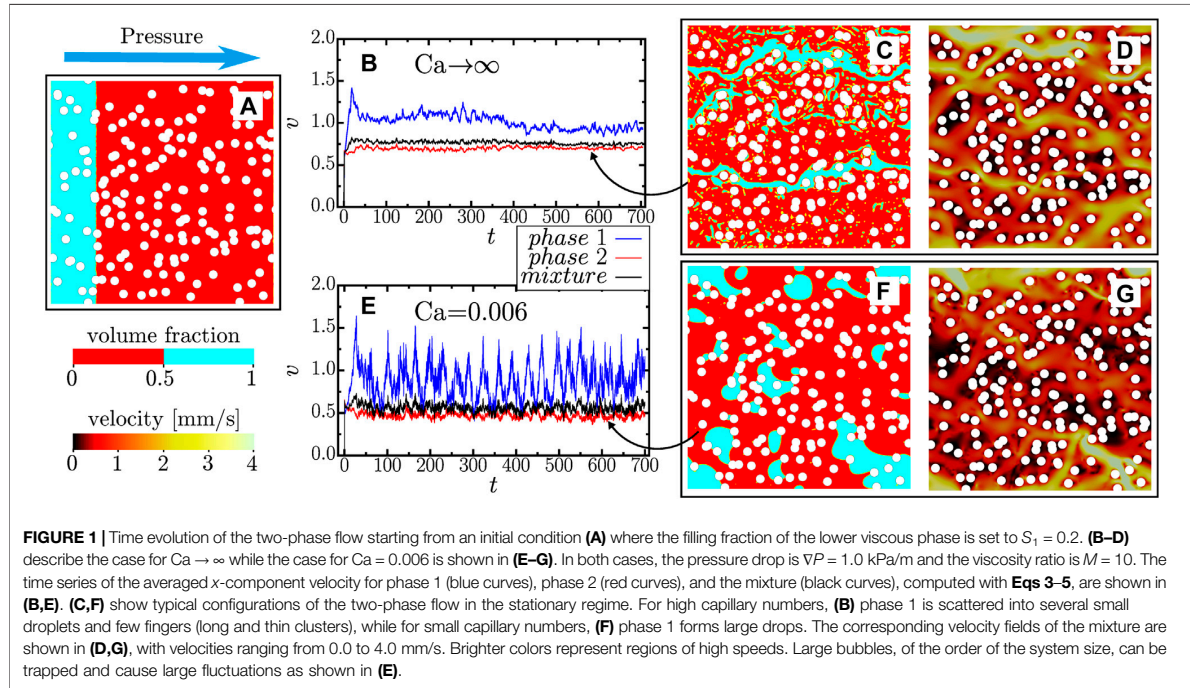 Pressure
A
volume fraction
0 0.5 1
velocity [mm/s]
0 1 2 3 4
B
Ca→∞
2.0
1.5
1.0
0.5
0.0
v
0 100 200 300 400 500 600 700
t
phase 1
phase 2
mixture
E
Ca=0.006
2.0
1.5
1.0
0.5
0.0
v
0 100 200 300 400 500 600 700
t
C
D
F
G
FIGURE 1 | Time evolution of the two-phase flow starting from an initial condition (A) where the filling fraction of the lower viscous phase is set to S₁ = 0.2. (B–D)
describe the case for Ca → ∞ while the case for Ca = 0.006 is shown in (E–G). In both cases, the pressure drop is ∇P = 1.0 kPa/m and the viscosity ratio is M = 10. The
time series of the averaged x-component velocity for phase 1 (blue curves), phase 2 (red curves), and the mixture (black curves), computed with Eqs 3–5, are shown in
(B,E). (C,F) show typical configurations of the two-phase flow in the stationary regime. For high capillary numbers, (B) phase 1 is scattered into several small
droplets and few fingers (long and thin clusters), while for small capillary numbers, (F) phase 1 forms large drops. The corresponding velocity fields of the mixture are
shown in (D,G), with velocities ranging from 0.0 to 4.0 mm/s. Brighter colors represent regions of high speeds. Large bubbles, of the order of the system size, can be
trapped and cause large fluctuations as shown in (E).